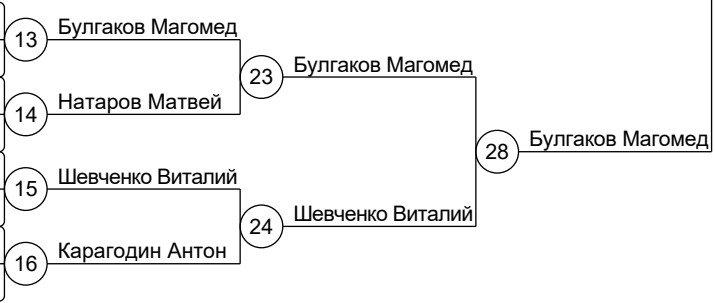 13 Булгаков Магомед
23 Булгаков Магомед
14 Натаров Матвей
28 Булгаков Магомед
15 Шевченко Виталий
24 Шевченко Виталий
16 Карагодин Антон